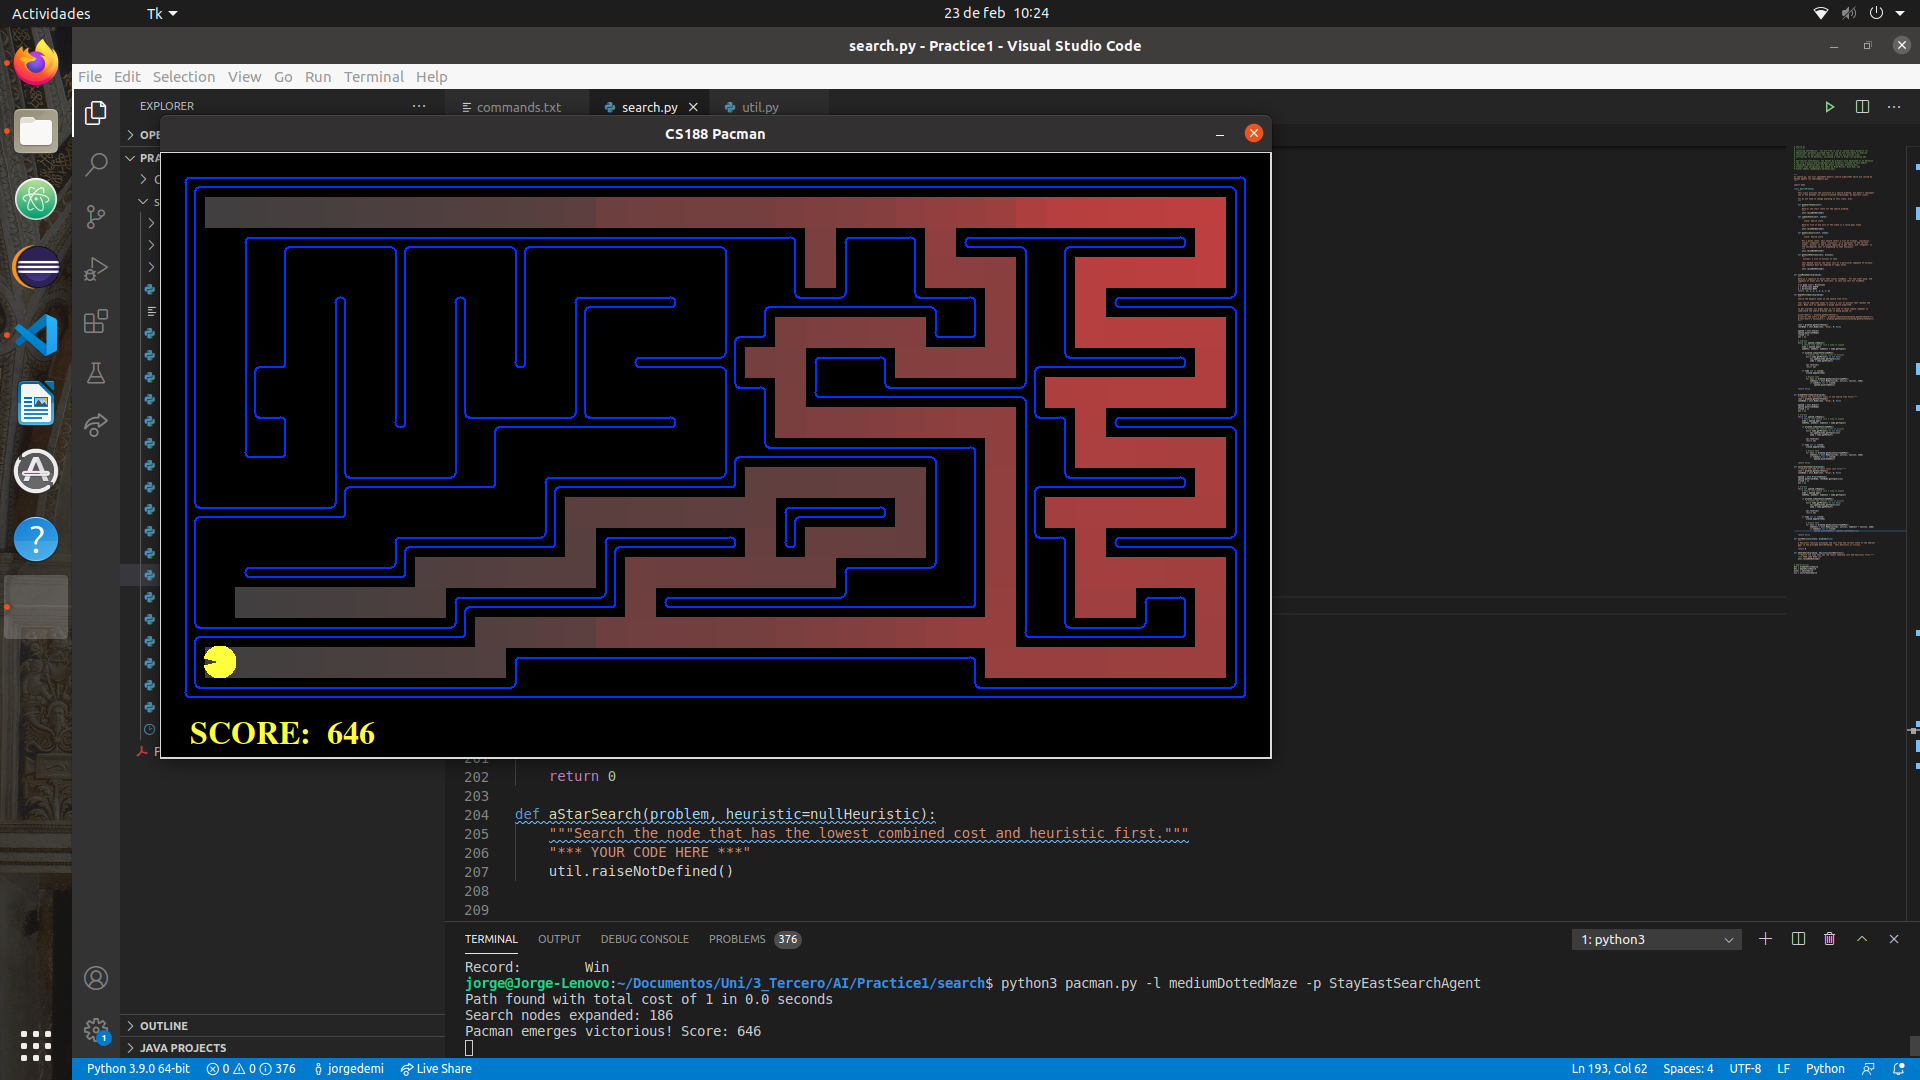 Actividades
Tk
23 de feb 10:24
search.py - Practice1 - Visual Studio Code
File Edit Selection View Go Run Terminal Help
EXPLORER
commands.txt
search.py
util.py
CS188 Pacman
SCORE: 646
202 return 0
203
204 def aStarSearch(problem, heuristic=nullHeuristic):
205 """Search the node that has the lowest combined cost and heuristic first."""
206 "*** YOUR CODE HERE ***"
207 util.raiseNotDefined()
208
209
OUTLINE
JAVA PROJECTS
TERMINAL OUTPUT DEBUG CONSOLE PROBLEMS 376
1: python3
Record: Win
jorge@Jorge-Lenovo:~/Documentos/Uni/3_Tercero/AI/Practice1/search$ python3 pacman.py -l mediumDottedMaze -p StayEastSearchAgent
Path found with total cost of 1 in 0.0 seconds
Search nodes expanded: 186
Pacman emerges victorious! Score: 646
Python 3.9.0 64-bit 0 0 376 jorgedemi Live Share
Ln 193, Col 62 Spaces: 4 UTF-8 LF Python